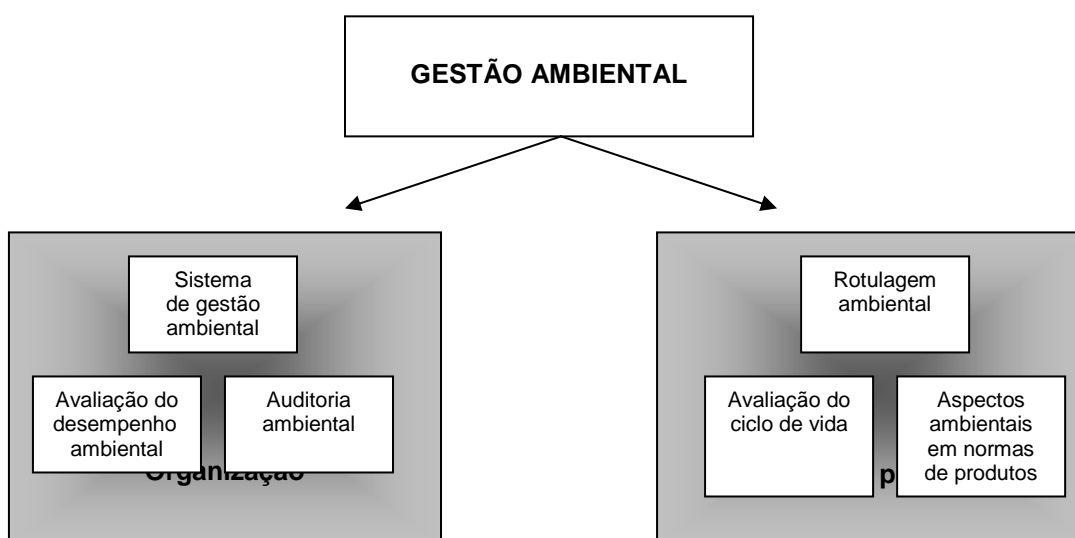 GESTÃO AMBIENTAL
Sistema
de gestão
ambiental
Avaliação do
desempenho
ambiental
Auditoria
ambiental
Organização
Rotulagem
ambiental
Avaliação do
ciclo de vida
Aspectos
ambientais
em normas
de produtos